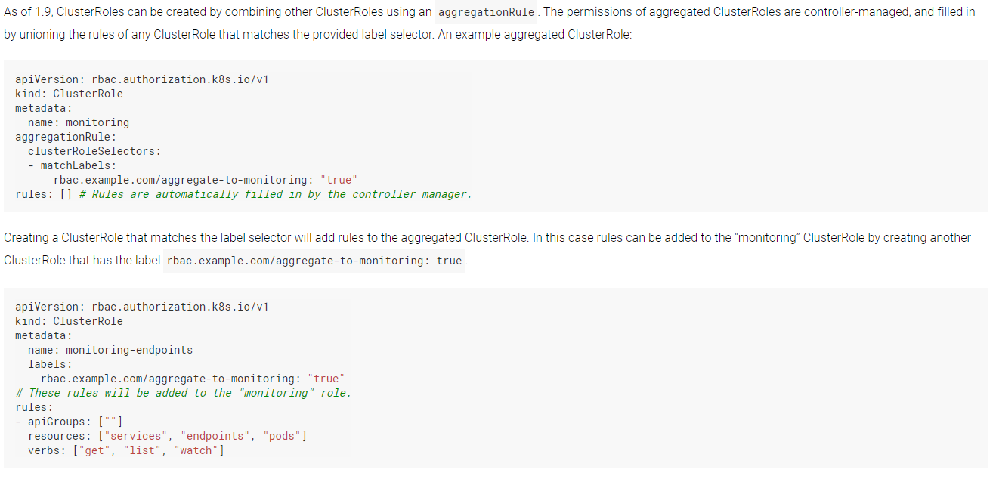 As of 1.9, ClusterRoles can be created by combining other ClusterRoles using an aggregationRule. The permissions of aggregated ClusterRoles are controller-managed, and filled in
by unioning the rules of any ClusterRole that matches the provided label selector. An example aggregated ClusterRole:
apiVersion: rbac.authorization.k8s.io/v1
kind: ClusterRole
metadata:
  name: monitoring
aggregationRule:
  clusterRoleSelectors:
  - matchLabels:
      rbac.example.com/aggregate-to-monitoring: "true"
rules: [] # Rules are automatically filled in by the controller manager.
Creating a ClusterRole that matches the label selector will add rules to the aggregated ClusterRole. In this case rules can be added to the “monitoring” ClusterRole by creating another
ClusterRole that has the label rbac.example.com/aggregate-to-monitoring: true.
apiVersion: rbac.authorization.k8s.io/v1
kind: ClusterRole
metadata:
  name: monitoring-endpoints
  labels:
    rbac.example.com/aggregate-to-monitoring: "true"
# These rules will be added to the "monitoring" role.
rules:
- apiGroups: [""]
  resources: ["services", "endpoints", "pods"]
  verbs: ["get", "list", "watch"]